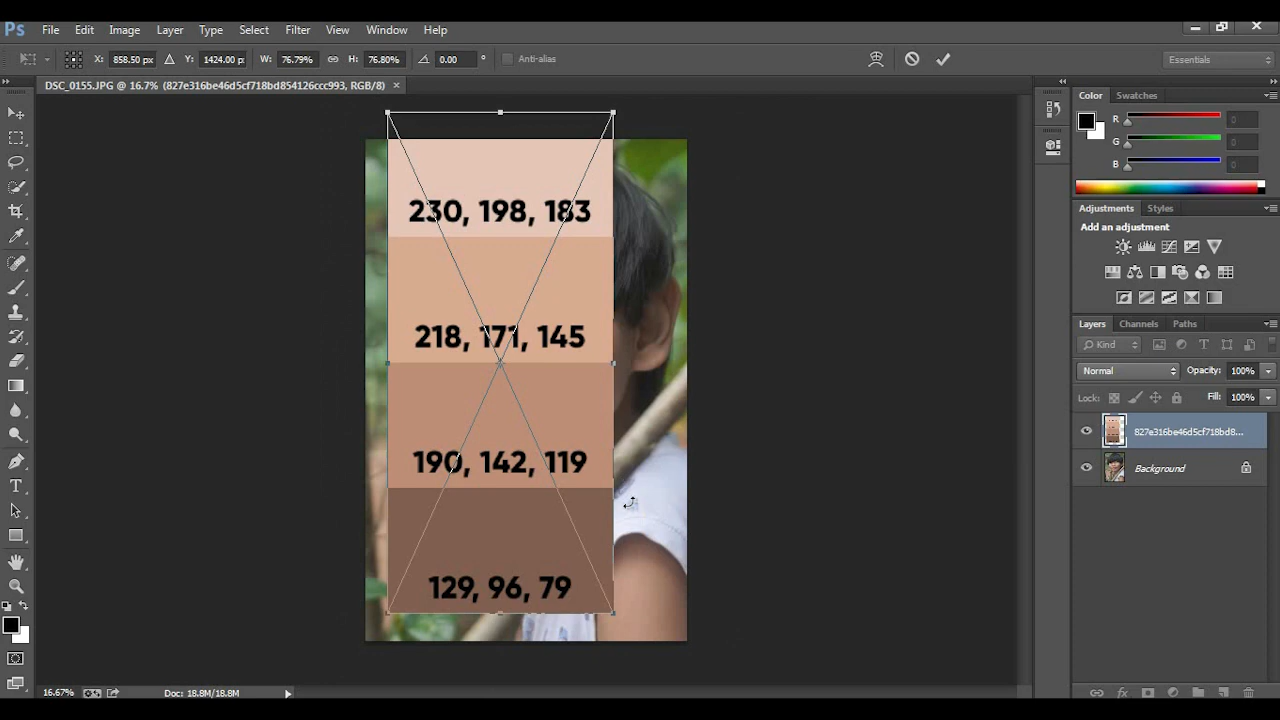 Ps File Edit Image Layer Type Select Filter View Window Help
X: 858.50 px Y: 1424.00 p: W: 76.79% H: 76.80% 0.00 ° Anti-alias Essentials
DSC_0155.JPG @ 16.7% (827e316be46d5cf718bd854126ccc993, RGB/8) ×
Color Swatches
R 0
G 0
B 0
Adjustments Styles
Add an adjustment
Layers Channels Paths
Kind
Normal Opacity: 100%
Lock: Fill: 100%
827e316be46d5cf718bd8...
Background
230, 198, 183
218, 171, 145
190, 142, 119
129, 96, 79
16.67% Doc: 18.8M/18.8M